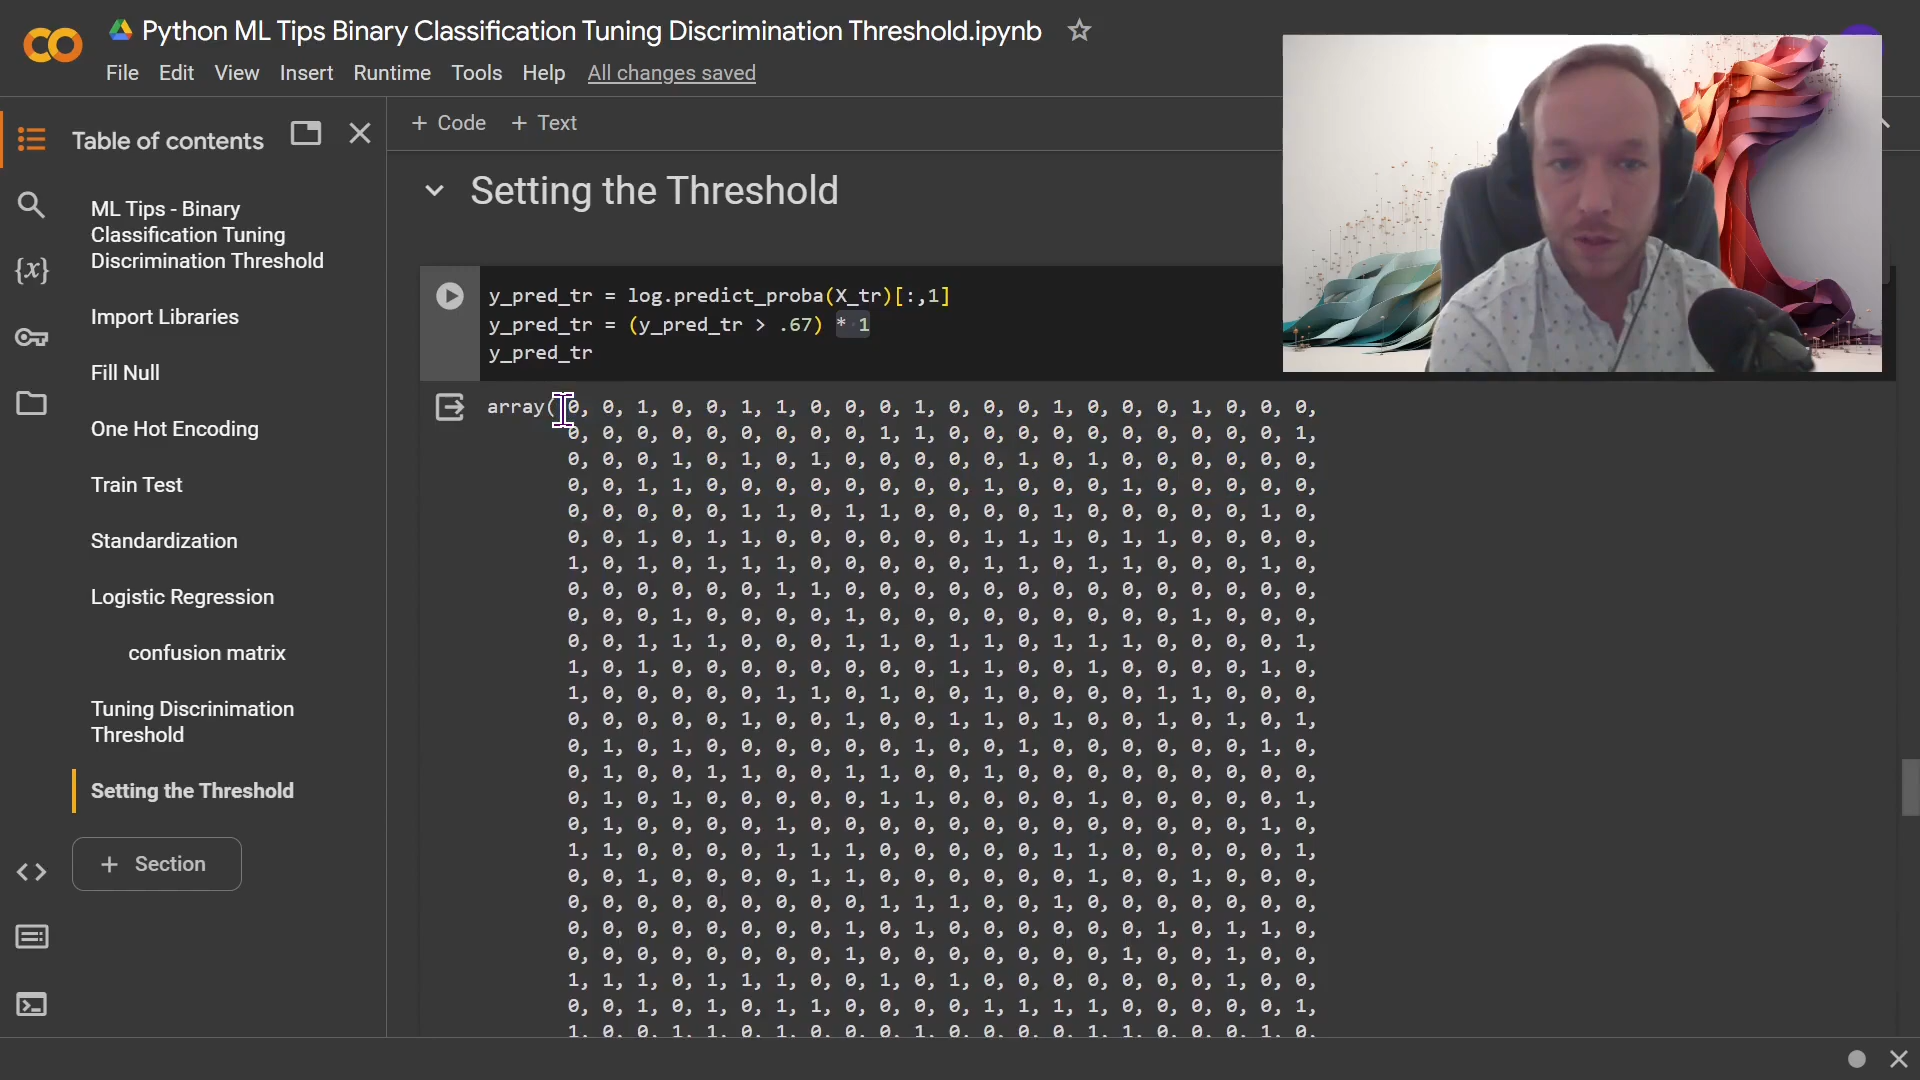 Python ML Tips Binary Classification Tuning Discrimination Threshold.ipynb
File Edit View Insert Runtime Tools Help All changes saved
Table of contents
+ Code + Text
ML Tips - Binary
Classification Tuning
Discrimination Threshold
Import Libraries
Fill Null
One Hot Encoding
Train Test
Standardization
Logistic Regression
confusion matrix
Tuning Discrinimation
Threshold
Setting the Threshold
+ Section
Setting the Threshold
y_pred_tr = log.predict_proba(X_tr)[:,1]
y_pred_tr = (y_pred_tr > .67) * 1
y_pred_tr
array([0, 0, 1, 0, 0, 1, 1, 0, 0, 0, 1, 0, 0, 0, 1, 0, 0, 0, 1, 0, 0, 0,
0, 0, 0, 0, 0, 0, 0, 0, 0, 1, 1, 0, 0, 0, 0, 0, 0, 0, 0, 0, 0, 1,
0, 0, 0, 1, 0, 1, 0, 1, 0, 0, 0, 0, 0, 1, 0, 1, 0, 0, 0, 0, 0, 0,
0, 0, 1, 1, 0, 0, 0, 0, 0, 0, 0, 0, 1, 0, 0, 0, 1, 0, 0, 0, 0, 0,
0, 0, 0, 0, 0, 1, 1, 0, 1, 1, 0, 0, 0, 0, 1, 0, 0, 0, 0, 0, 1, 0,
0, 0, 1, 0, 1, 1, 0, 0, 0, 0, 0, 0, 1, 1, 1, 0, 1, 1, 0, 0, 0, 0,
1, 0, 1, 0, 1, 1, 1, 0, 0, 0, 0, 0, 1, 1, 0, 1, 1, 0, 0, 0, 1, 0,
0, 0, 0, 0, 0, 0, 1, 1, 0, 0, 0, 0, 0, 0, 0, 0, 0, 0, 0, 0, 0, 0,
0, 0, 0, 1, 0, 0, 0, 0, 1, 0, 0, 0, 0, 0, 0, 0, 0, 0, 1, 0, 0, 0,
0, 0, 1, 1, 1, 0, 0, 0, 1, 1, 0, 1, 1, 0, 1, 1, 1, 0, 0, 0, 0, 1,
1, 0, 1, 0, 0, 0, 0, 0, 0, 0, 0, 1, 1, 0, 0, 1, 0, 0, 0, 0, 1, 0,
1, 0, 0, 0, 0, 0, 1, 1, 0, 1, 0, 0, 1, 0, 0, 0, 0, 1, 1, 0, 0, 0,
0, 0, 0, 0, 0, 1, 0, 0, 1, 0, 0, 1, 1, 0, 1, 0, 0, 1, 0, 1, 0, 1,
0, 1, 0, 1, 0, 0, 0, 0, 0, 0, 1, 0, 0, 1, 0, 0, 0, 0, 0, 0, 1, 0,
0, 1, 0, 0, 1, 1, 0, 0, 1, 1, 0, 0, 1, 0, 0, 0, 0, 0, 0, 0, 0, 0,
0, 1, 0, 1, 0, 0, 0, 0, 0, 1, 1, 0, 0, 0, 0, 1, 0, 0, 0, 0, 0, 1,
0, 1, 0, 0, 0, 0, 1, 0, 0, 0, 0, 0, 0, 0, 0, 0, 0, 0, 0, 0, 1, 0,
1, 1, 0, 0, 0, 0, 1, 1, 1, 0, 0, 0, 0, 0, 1, 1, 0, 0, 0, 0, 0, 1,
0, 0, 1, 0, 0, 0, 0, 1, 1, 0, 0, 0, 0, 0, 0, 1, 0, 0, 1, 0, 0, 0,
0, 0, 0, 0, 0, 0, 0, 0, 0, 1, 1, 1, 0, 0, 1, 0, 0, 0, 0, 0, 0, 0,
0, 0, 0, 0, 0, 0, 0, 0, 1, 0, 1, 0, 0, 0, 0, 0, 0, 1, 0, 1, 1, 0,
0, 0, 0, 0, 0, 0, 0, 0, 1, 0, 0, 0, 0, 0, 0, 0, 1, 0, 0, 1, 0, 0,
1, 1, 1, 0, 1, 1, 1, 0, 0, 1, 0, 1, 0, 0, 0, 0, 0, 0, 0, 1, 0, 0,
0, 0, 1, 0, 1, 0, 1, 1, 0, 0, 0, 0, 1, 1, 1, 1, 0, 0, 0, 0, 0, 1,
1, 0, 0, 1, 1, 0, 1, 0, 0, 0, 1, 0, 0, 0, 0, 1, 1, 0, 0, 0, 1, 0,